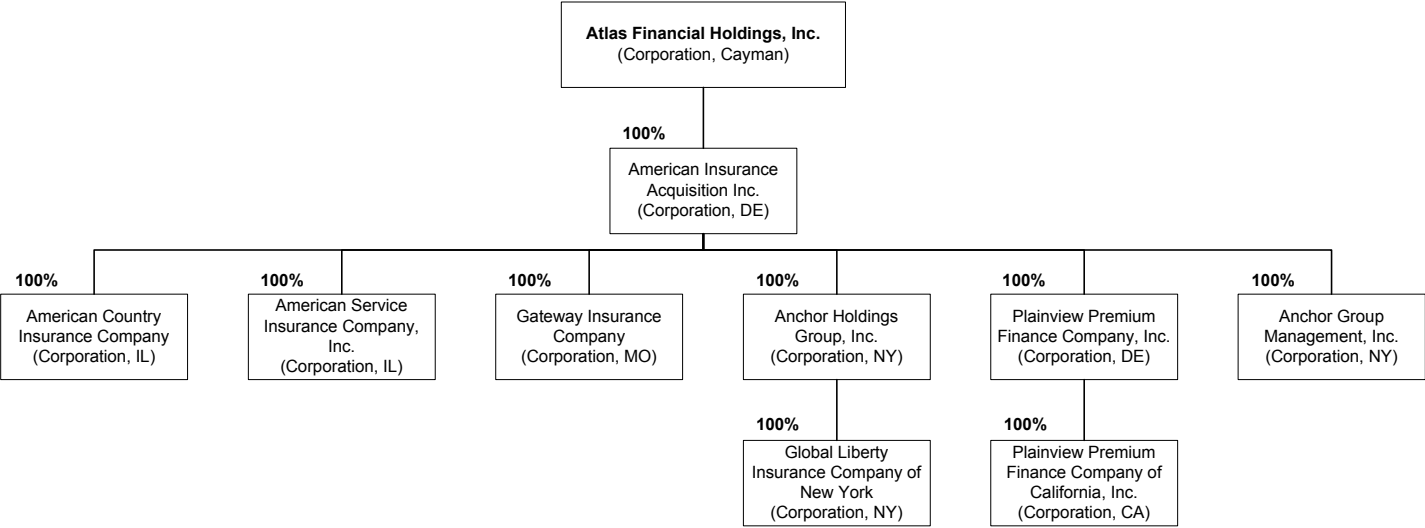 Atlas Financial Holdings, Inc.
(Corporation, Cayman)
100%
American Insurance
Acquisition Inc.
(Corporation, DE)
100%
American Country
Insurance Company
(Corporation, IL)
100%
American Service
Insurance Company,
Inc.
(Corporation, IL)
100%
Gateway Insurance
Company
(Corporation, MO)
100%
Anchor Holdings
Group, Inc.
(Corporation, NY)
100%
Plainview Premium
Finance Company, Inc.
(Corporation, DE)
100%
Anchor Group
Management, Inc.
(Corporation, NY)
100%
Global Liberty
Insurance Company of
New York
(Corporation, NY)
100%
Plainview Premium
Finance Company of
California, Inc.
(Corporation, CA)